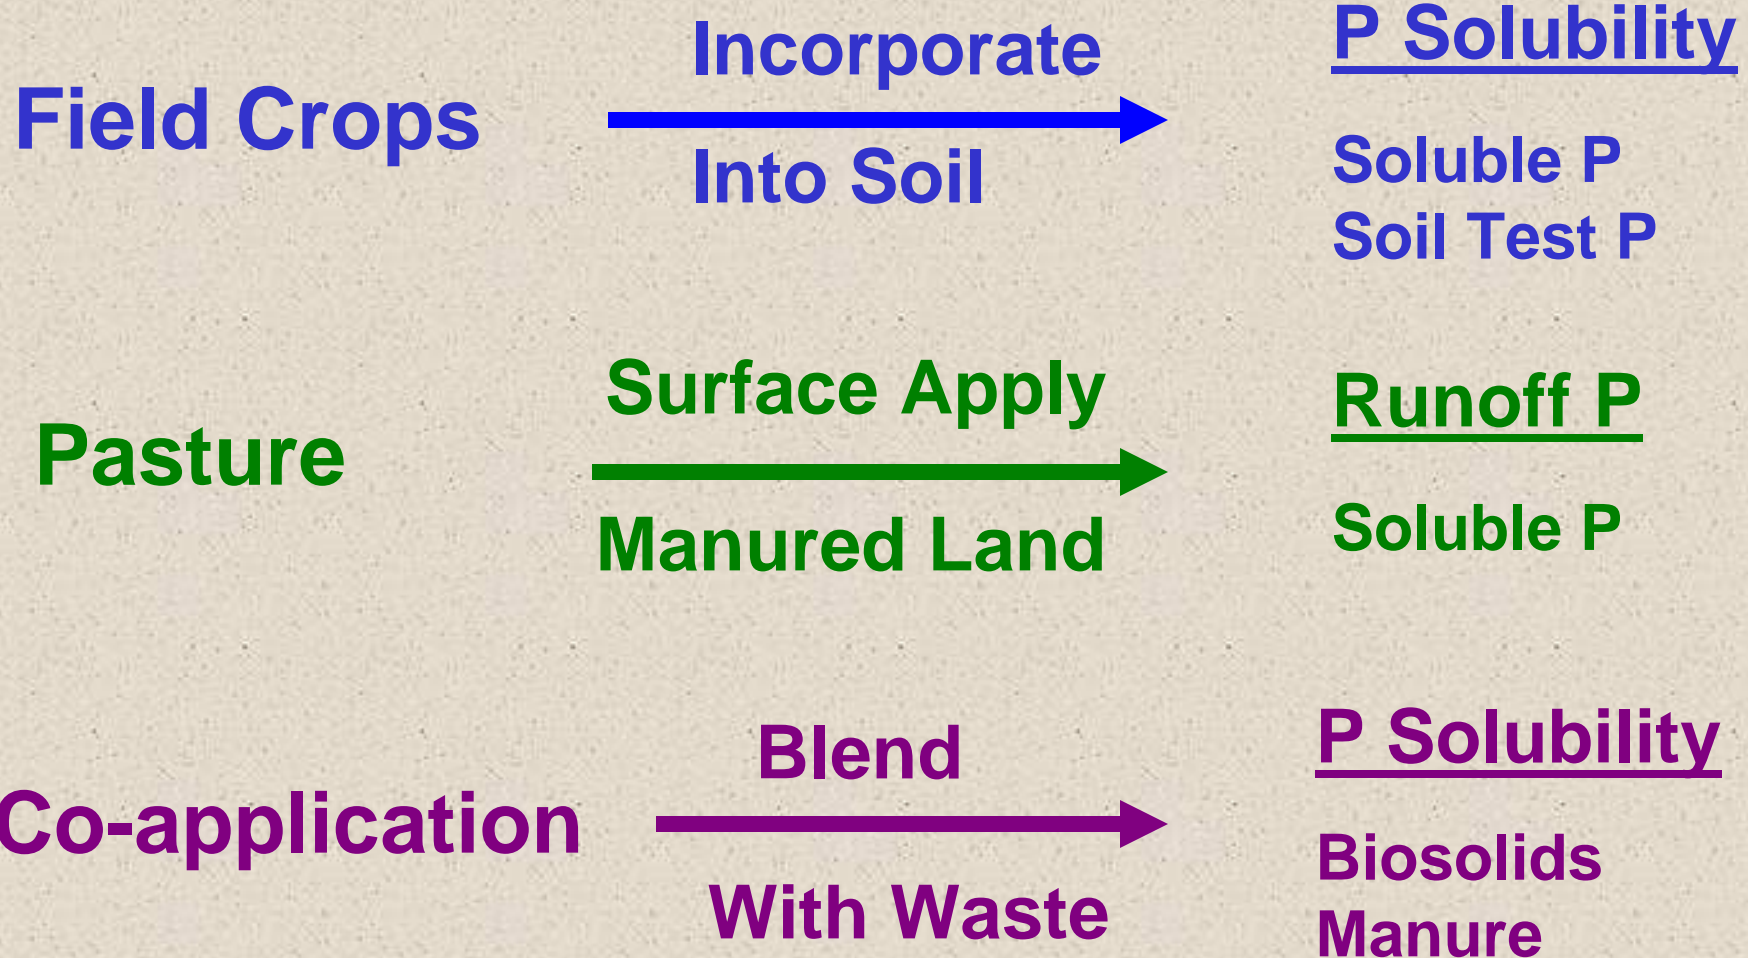 Field Crops
Incorporate
Into Soil
P Solubility
Soluble P
Soil Test P
Pasture
Surface Apply
Manured Land
Runoff P
Soluble P
Co-application
Blend
With Waste
P Solubility
Biosolids
Manure